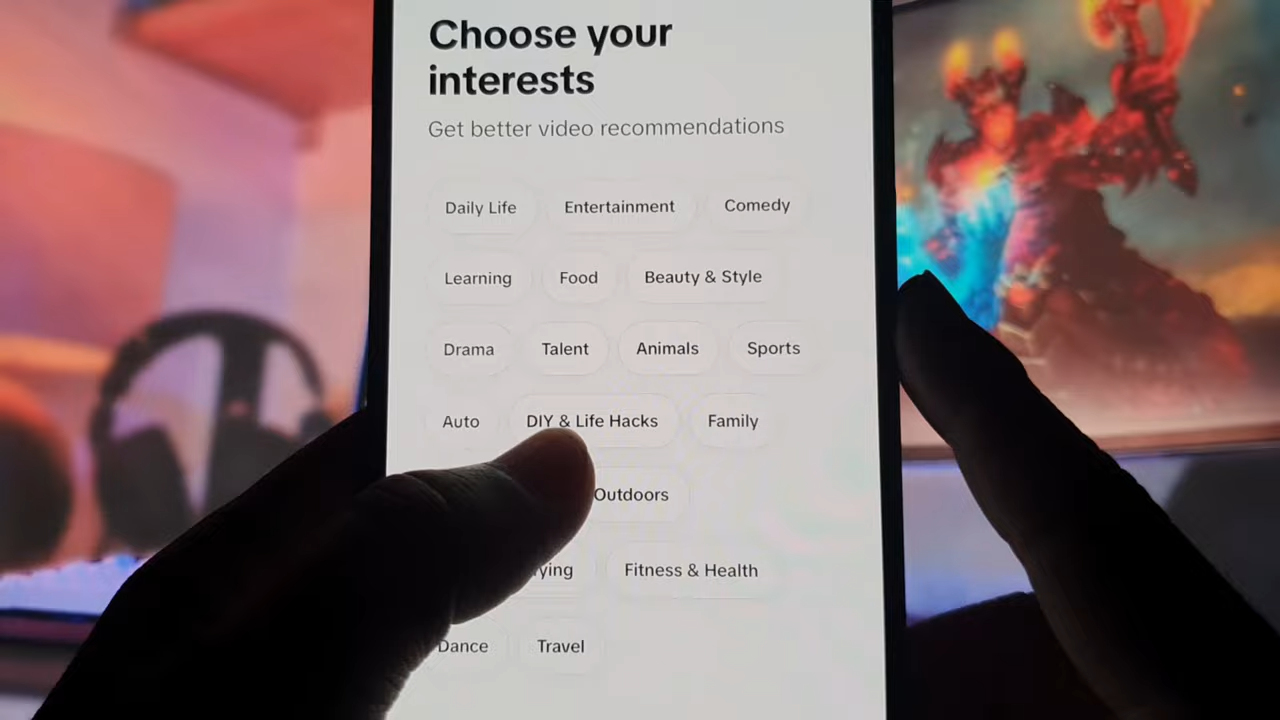 Choose your
interests
Get better video recommendations
Daily Life Entertainment Comedy
Learning Food Beauty & Style
Drama Talent Animals Sports
Auto DIY & Life Hacks Family
Outdoors
Fitness & Health
Dance Travel